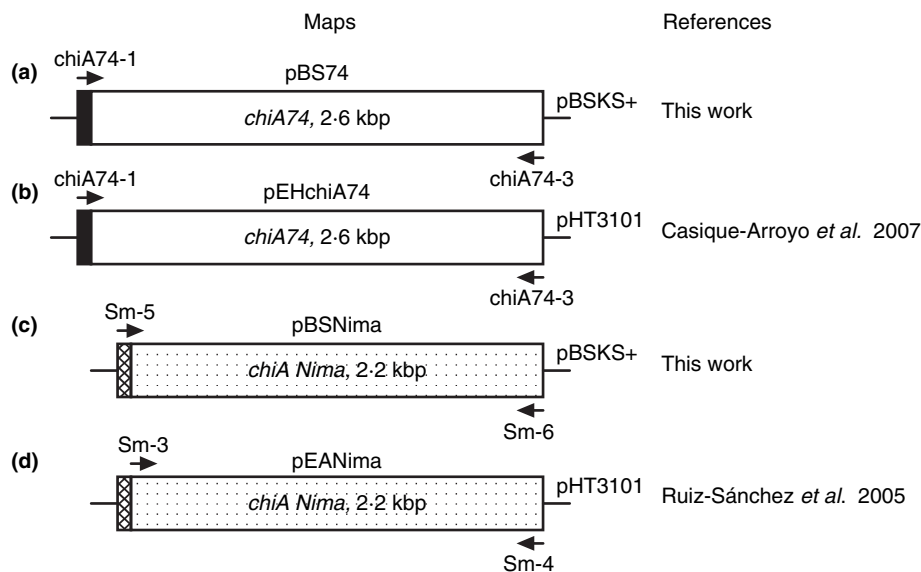 Maps References
(a) chiA74-1
pBS74
chiA74, 2·6 kbp
pBSKS+
This work
chiA74-3
(b) chiA74-1
pEHchiA74
chiA74, 2·6 kbp
pHT3101
Casique-Arroyo et al. 2007
chiA74-3
(c) Sm-5
pBSNima
chiA Nima, 2·2 kbp
pBSKS+
This work
Sm-6
(d) Sm-3
pEANima
chiA Nima, 2·2 kbp
pHT3101
Ruiz-Sánchez et al. 2005
Sm-4